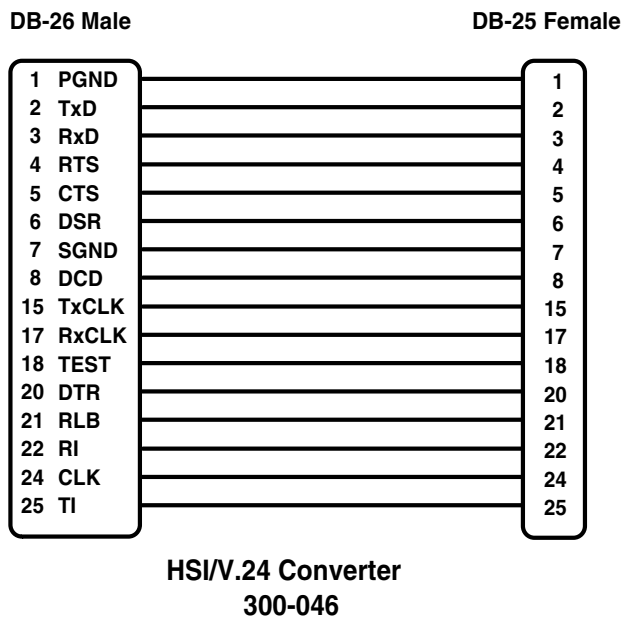 DB-26 Male DB-25 Female
1 PGND 1
2 TxD 2
3 RxD 3
4 RTS 4
5 CTS 5
6 DSR 6
7 SGND 7
8 DCD 8
15 TxCLK 15
17 RxCLK 17
18 TEST 18
20 DTR 20
21 RLB 21
22 RI 22
24 CLK 24
25 TI 25
HSI/V.24 Converter
300-046